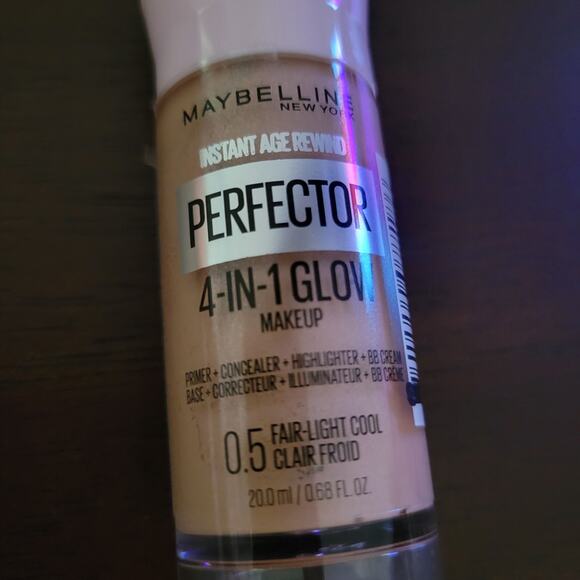 MAYBELLINE
NEW YORK
INSTANT AGE REWIND
PERFECTOR
4-IN-1 GLOW
MAKEUP
PRIMER + CONCEALER + HIGHLIGHTER + BB CREAM
BASE + CORRECTEUR + ILLUMINATEUR + BB CRÈME
0.5 FAIR-LIGHT COOL
CLAIR FROID
20.0 ml / 0.68 FL. OZ.